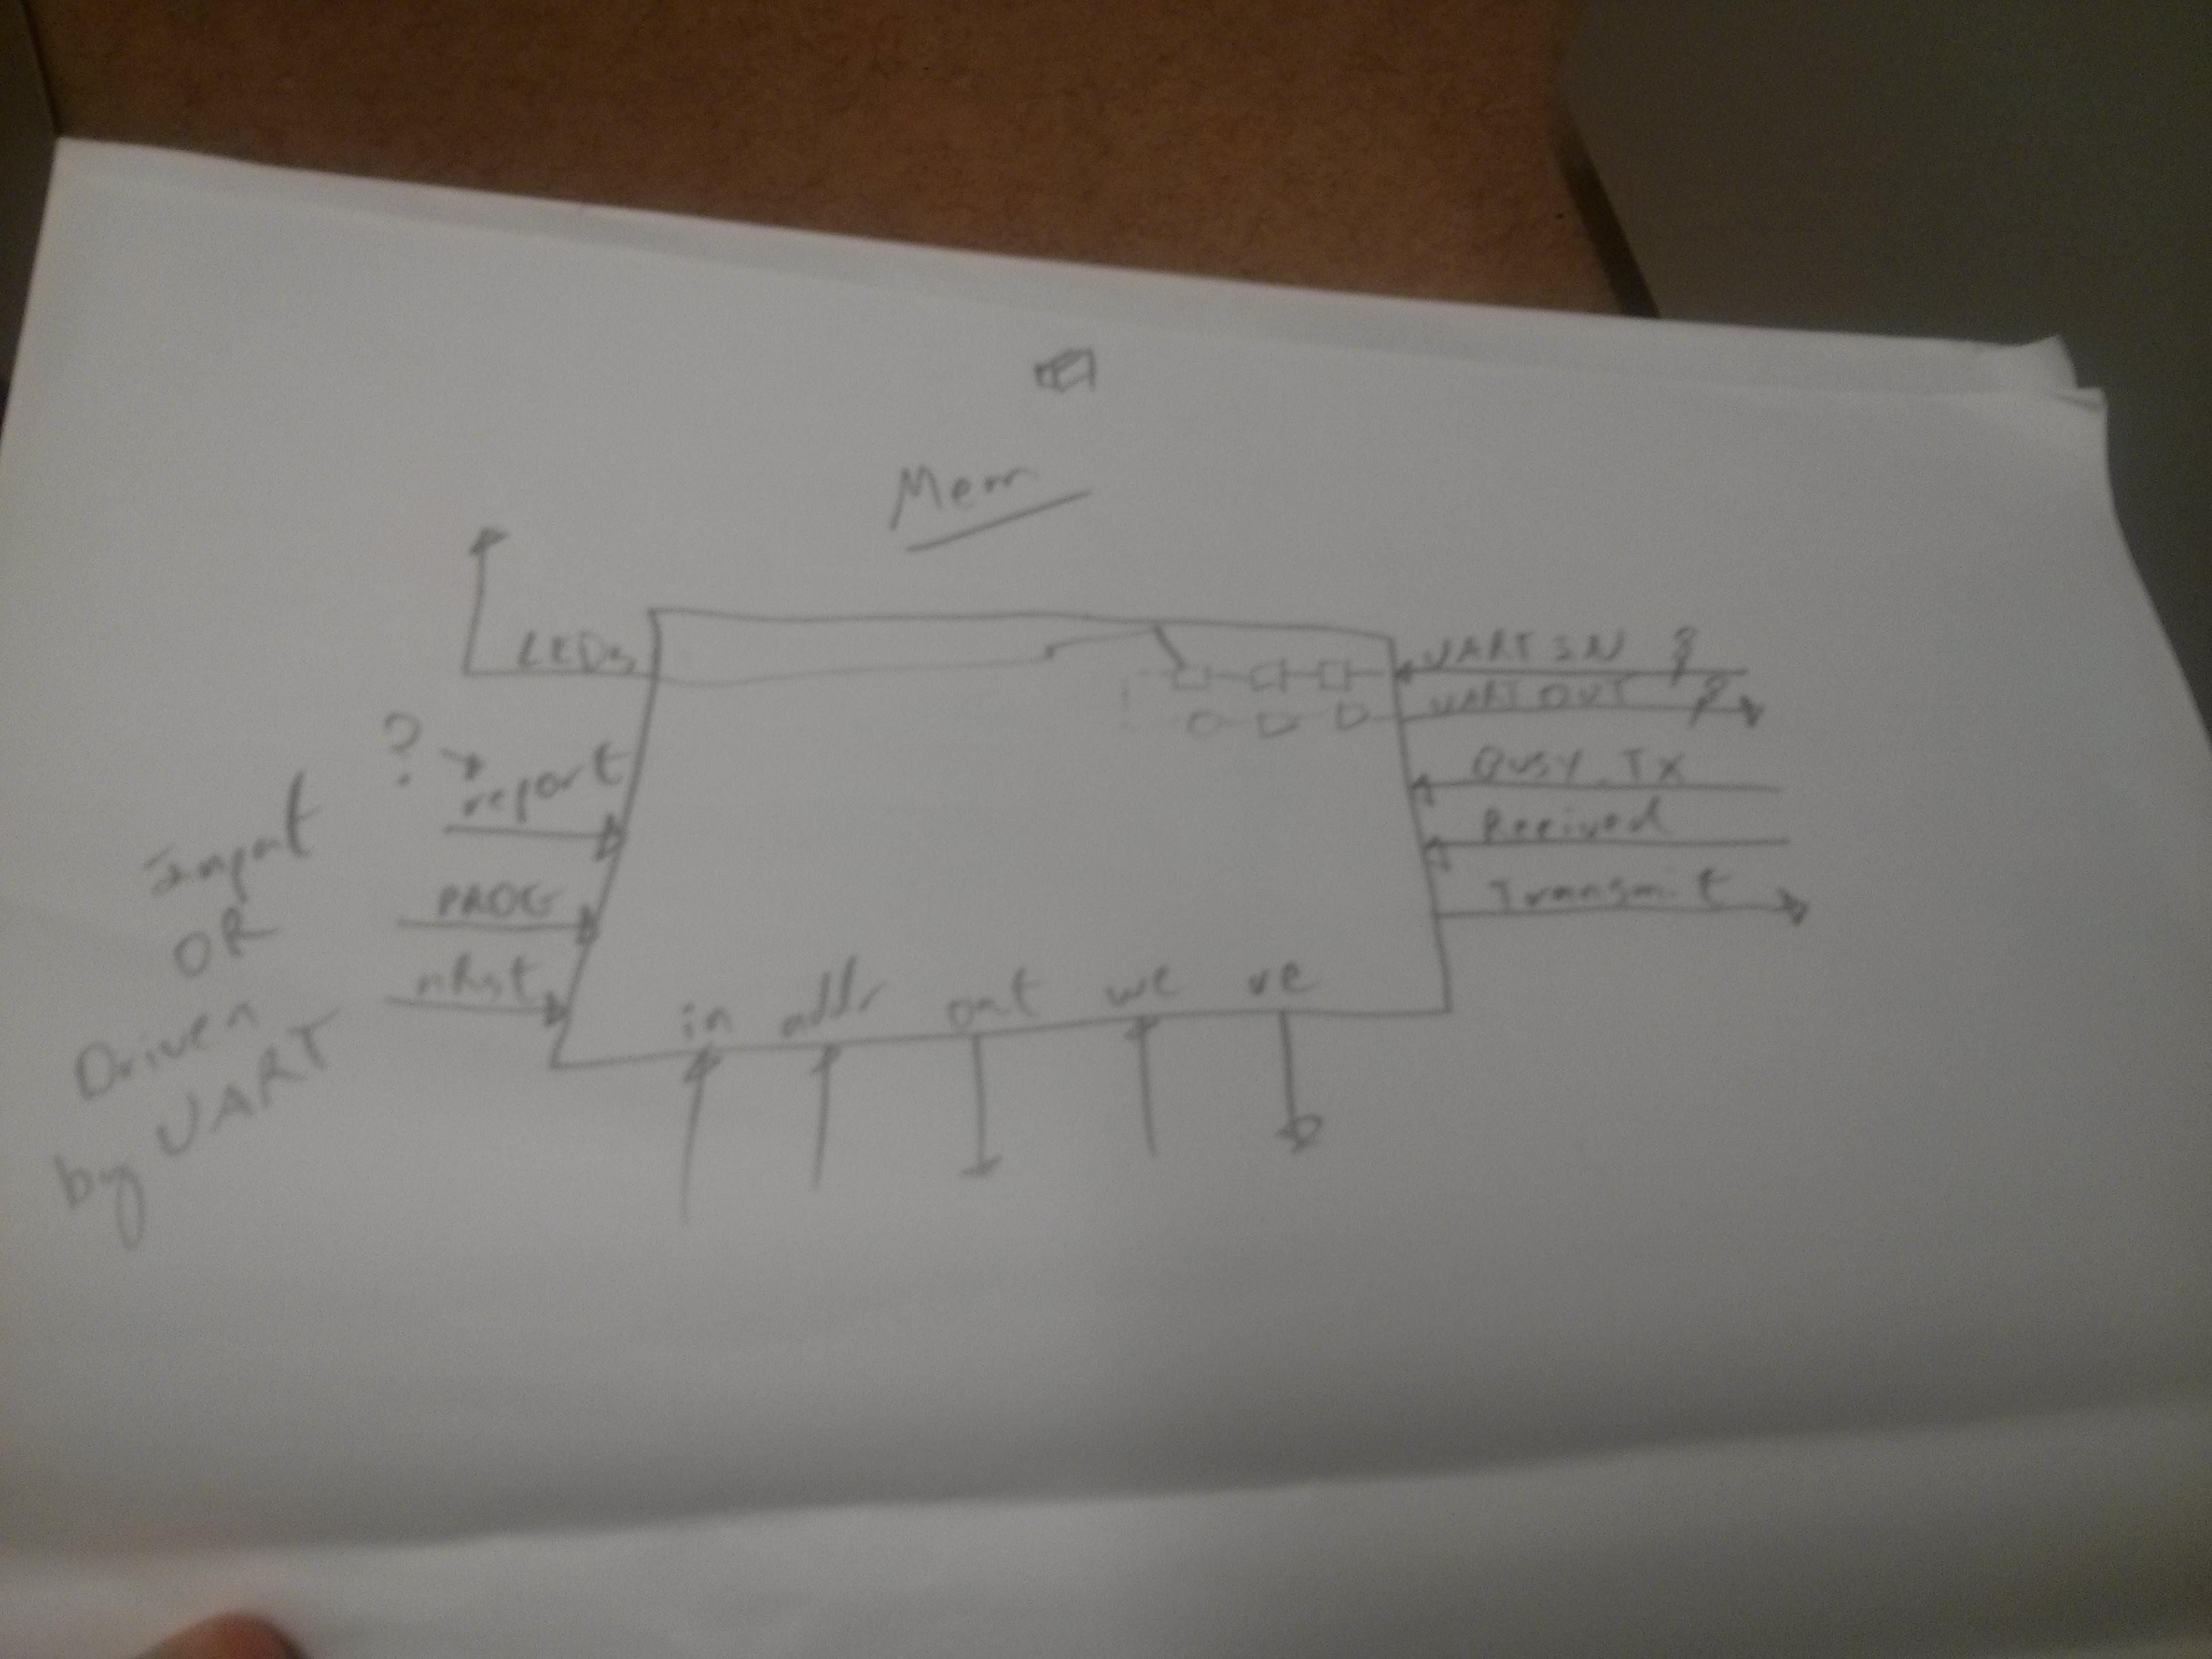 Mem
LEDs
UART IN 8
UART OUT 8
? report
Busy_Tx
Input
OR
Driven
by UART
Recived
PROG
Transmit
nRst
in addr out we re